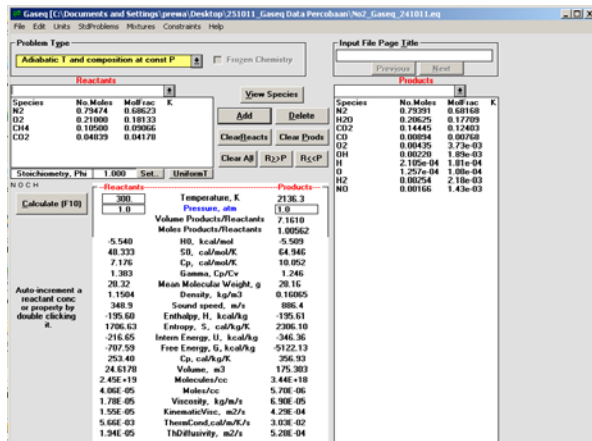 Gaseq [C:\Documents and Settings\prewa\Desktop\251011_Gaseq Data Percobaan\No2_Gaseq_241011.eq
File Edit Units StdProblems Mixtures Constraints Help
Problem Type
Adiabatic T and composition at const P
Frozen Chemistry
Input File Page Title
Previous Next
Reactants
Species No.Moles MolFrac K
N2 0.79474 0.68623
O2 0.21000 0.18133
CH4 0.10500 0.09066
CO2 0.04839 0.04178
Stoichiometry, Phi 1.000 Set.. UniformT
View Species
Add Delete
ClearReacts Clear Prods
Clear All R>>P R<<P
Products
Species No.Moles MolFrac K
N2 0.79391 0.68168
H2O 0.20625 0.17709
CO2 0.14445 0.12403
CO 0.00894 0.00768
O2 0.00435 3.73e-03
OH 0.00220 1.89e-03
H 2.105e-04 1.81e-04
O 1.257e-04 1.08e-04
H2 0.00254 2.18e-03
NO 0.00166 1.43e-03
N O C H
Calculate (F10)
Auto-increment a
reactant conc
or property by
double clicking
it.
Reactants Products
300. Temperature, K 2136.3
1.0 Pressure, atm 1.0
Volume Products/Reactants 7.1610
Moles Products/Reactants 1.00562
-5.540 H0, kcal/mol -5.509
48.333 S0, cal/mol/K 64.946
7.176 Cp, cal/mol/K 10.052
1.383 Gamma, Cp/Cv 1.246
28.32 Mean Molecular Weight, g 28.16
1.1504 Density, kg/m3 0.16065
348.9 Sound speed, m/s 886.4
-195.60 Enthalpy, H, kcal/kg -195.61
1706.63 Entropy, S, cal/kg/K 2306.10
-216.65 Intern Energy, U, kcal/kg -346.36
-707.59 Free Energy, G, kcal/kg -5122.13
253.40 Cp, cal/kg/K 356.93
24.6178 Volume, m3 175.303
2.45E+19 Molecules/cc 3.44E+18
4.06E-05 Moles/cc 5.70E-06
1.78E-05 Viscosity, kg/m/s 6.90E-05
1.55E-05 KinematicVisc, m2/s 4.29E-04
5.66E-03 ThermCond,cal/m/K/s 3.03E-02
1.94E-05 ThDiffusivity, m2/s 5.28E-04